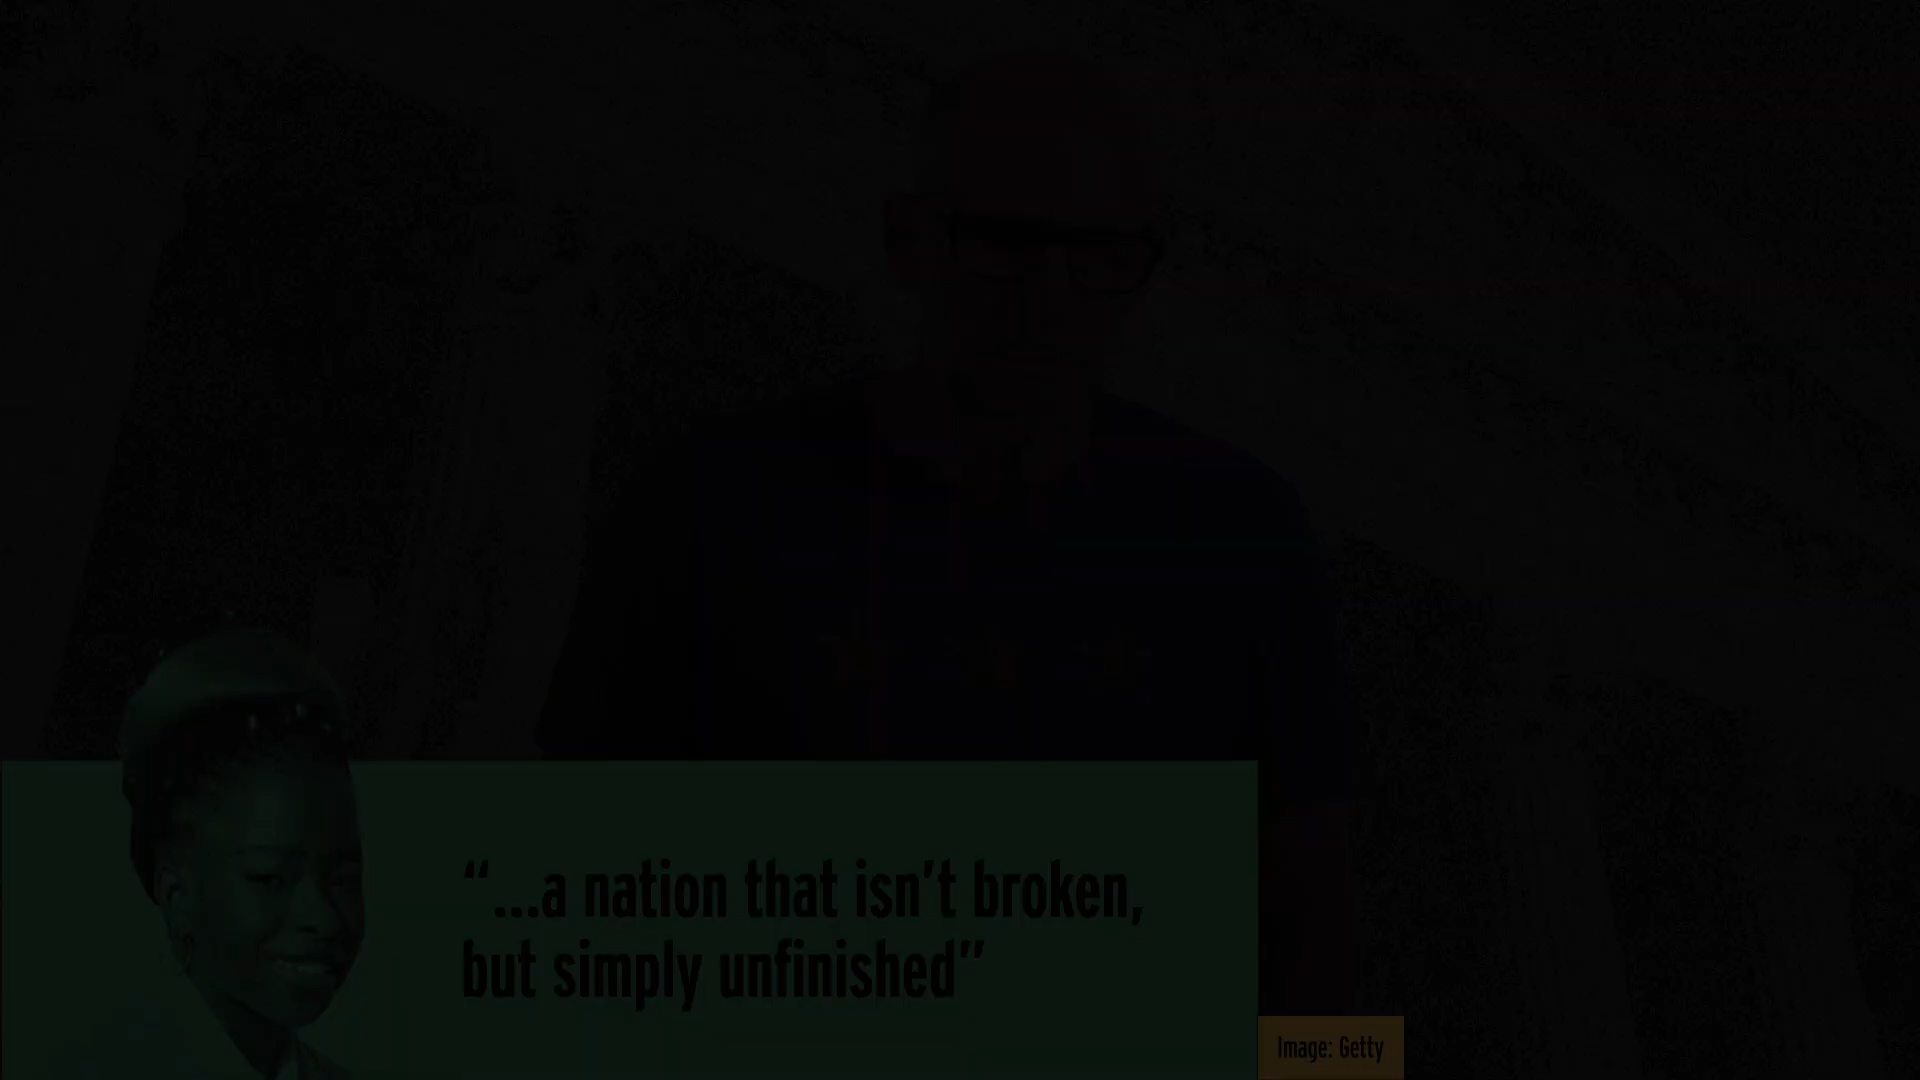 “...a nation that isn’t broken,
but simply unfinished”
Image: Getty